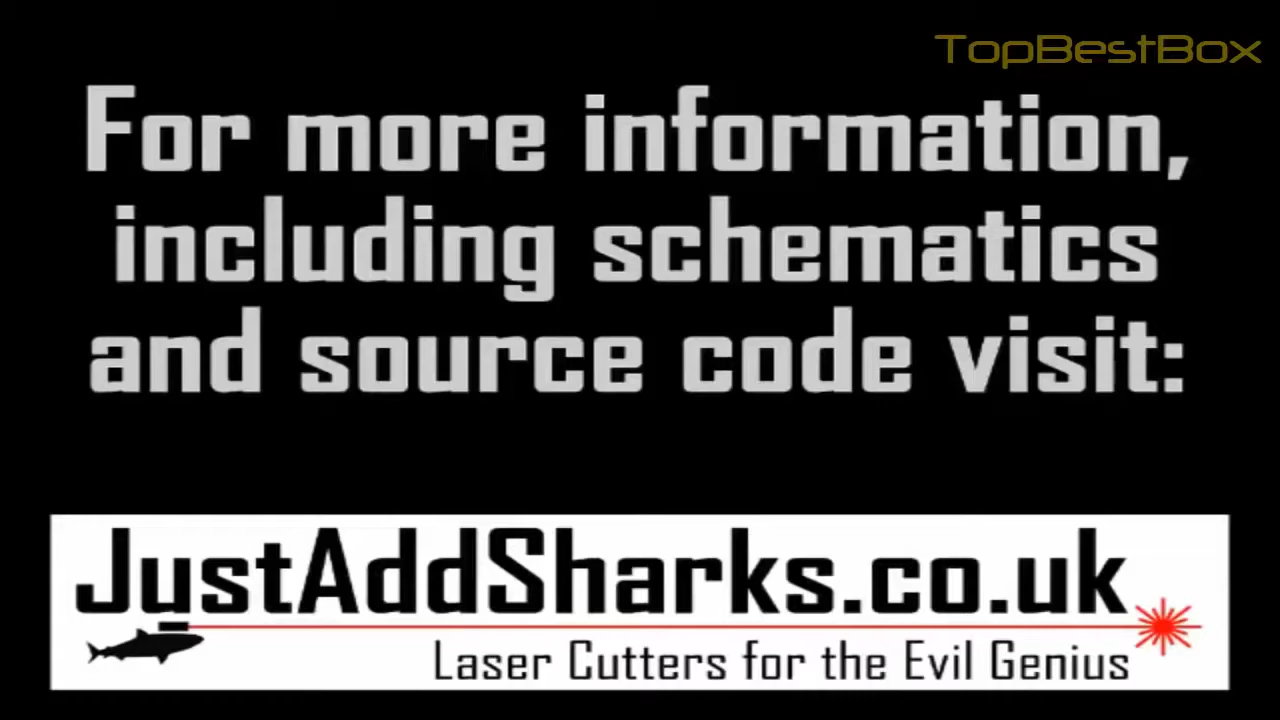 TopBestBox
For more information,
including schematics
and source code visit:
JustAddSharks.co.uk
Laser Cutters for the Evil Genius